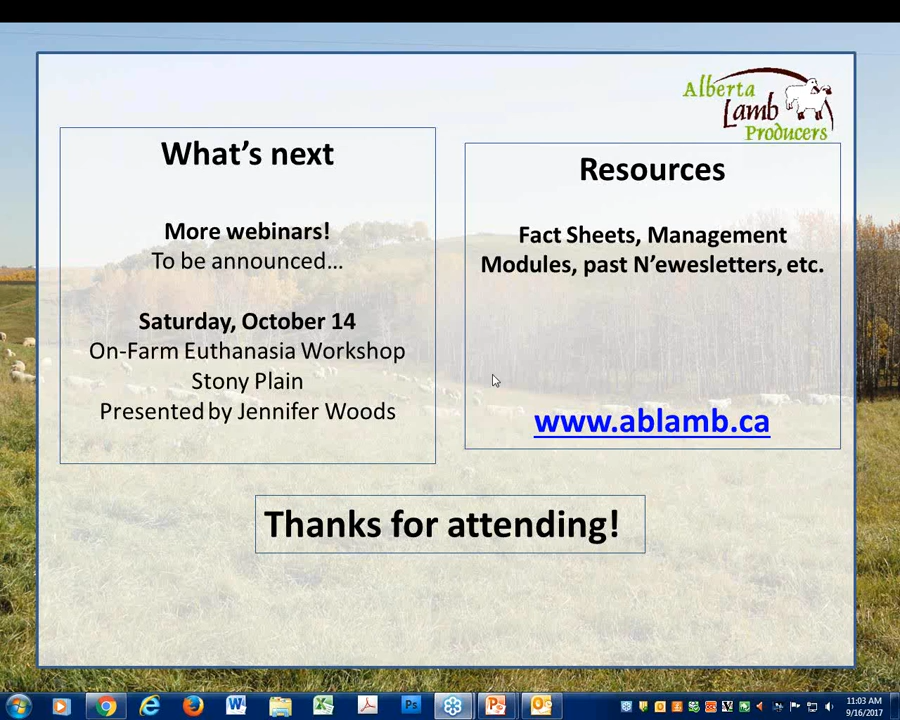 Alberta
Lamb
Producers
What's next
More webinars!
To be announced…
Saturday, October 14
On-Farm Euthanasia Workshop
Stony Plain
Presented by Jennifer Woods
Resources
Fact Sheets, Management
Modules, past N'ewesletters, etc.
www.ablamb.ca
Thanks for attending!
11:03 AM
9/16/2017